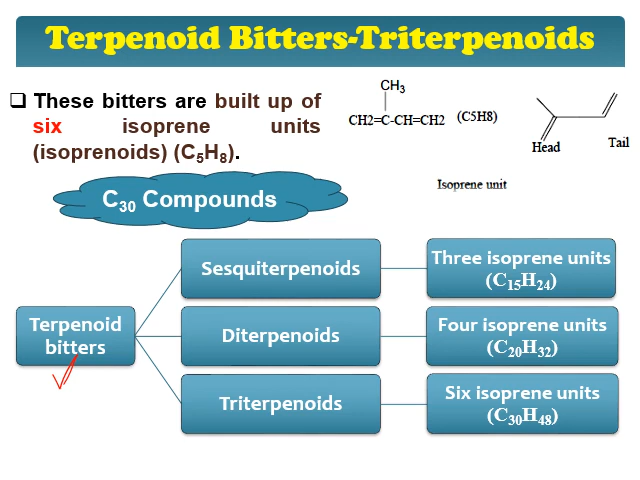 Terpenoid Bitters-Triterpenoids
❑ These bitters are built up of
six isoprene units
(isoprenoids) (C₅H₈).
CH₃
CH2=C-CH=CH2 (C5H8)
Head
Tail
Isoprene unit
C₃₀ Compounds
Terpenoid
bitters
Sesquiterpenoids
Three isoprene units
(C₁₅H₂₄)
Diterpenoids
Four isoprene units
(C₂₀H₃₂)
Triterpenoids
Six isoprene units
(C₃₀H₄₈)